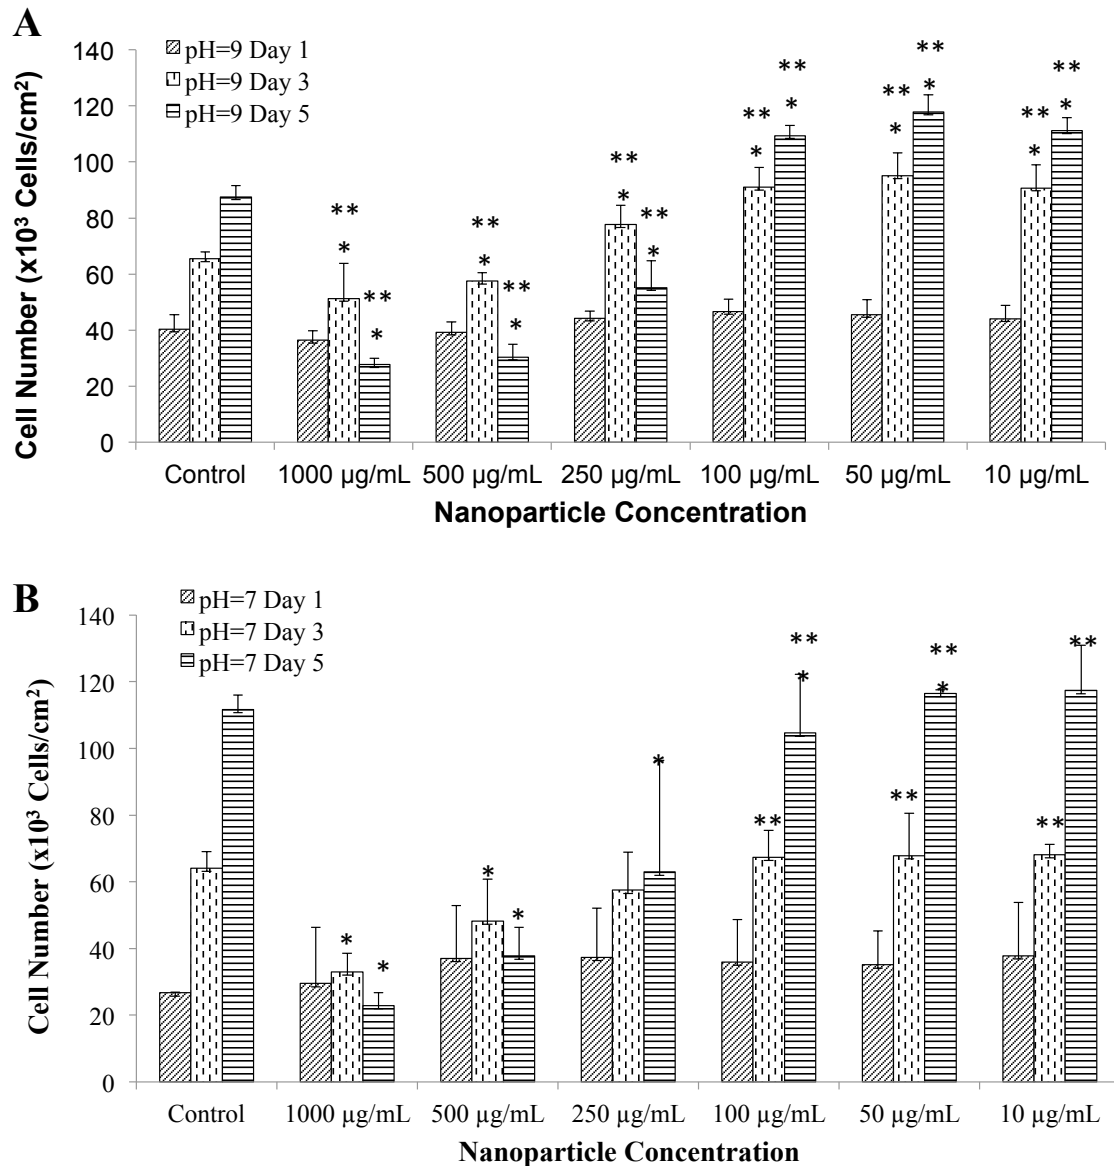 A
pH=9 Day 1
pH=9 Day 3
pH=9 Day 5
Cell Number (x10³ Cells/cm²)
140
120
100
80
60
40
20
0
** ** ** ** ** ** ** ** ** ** **
* * * * * * * * * * * *
Control 1000 µg/mL 500 µg/mL 250 µg/mL 100 µg/mL 50 µg/mL 10 µg/mL
Nanoparticle Concentration
B
pH=7 Day 1
pH=7 Day 3
pH=7 Day 5
Cell Number (x10³ Cells/cm²)
140
120
100
80
60
40
20
0
** ** **
* * *
** ** **
* * * *
Control 1000 µg/mL 500 µg/mL 250 µg/mL 100 µg/mL 50 µg/mL 10 µg/mL
Nanoparticle Concentration